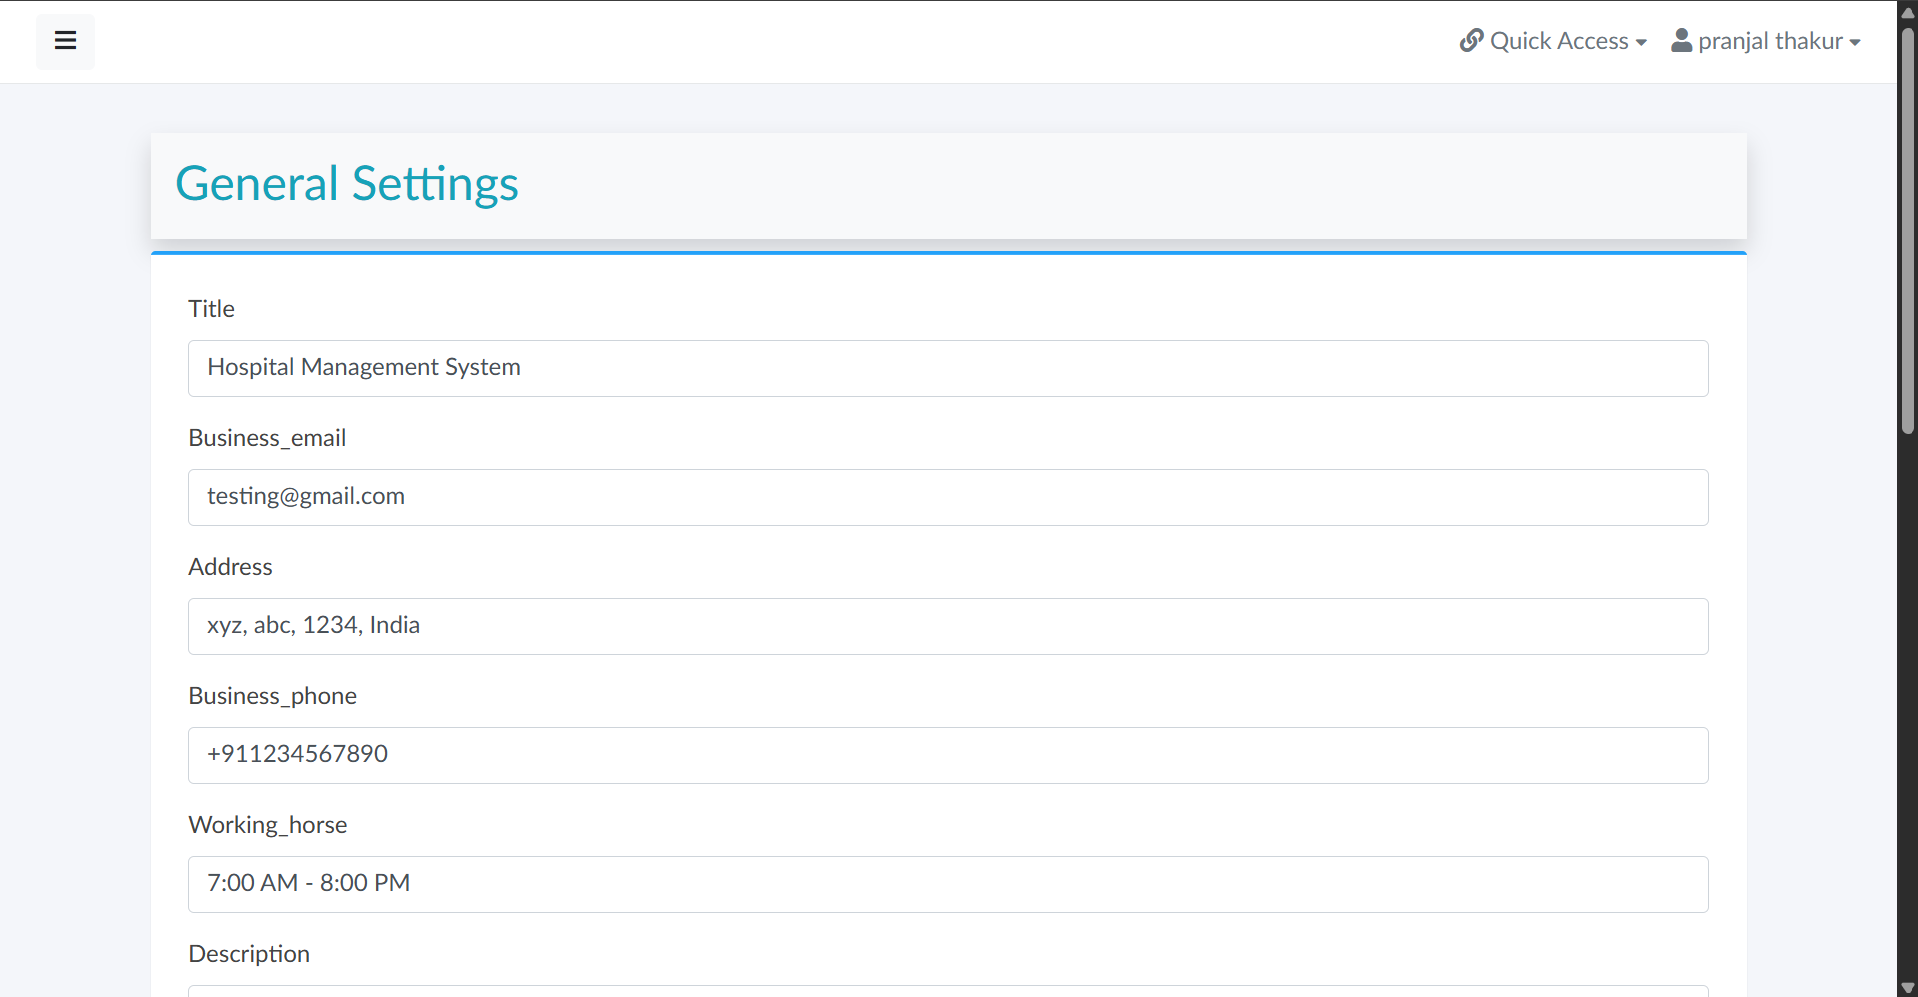 Quick Access pranjal thakur
General Settings
Title
Hospital Management System
Business_email
testing@gmail.com
Address
xyz, abc, 1234, India
Business_phone
+911234567890
Working_horse
7:00 AM - 8:00 PM
Description